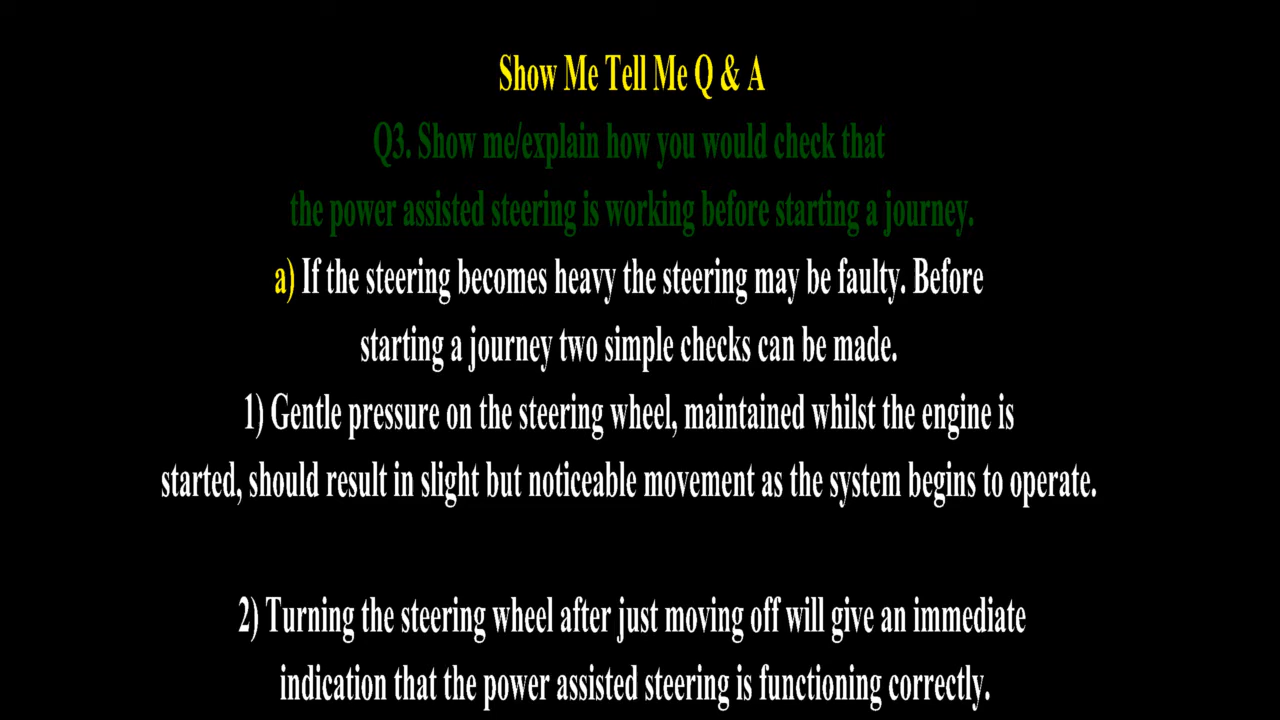 Show Me Tell Me Q & A
Q3. Show me/explain how you would check that
the power assisted steering is working before starting a journey.
a) If the steering becomes heavy the steering may be faulty. Before
starting a journey two simple checks can be made.
1) Gentle pressure on the steering wheel, maintained whilst the engine is
started, should result in slight but noticeable movement as the system begins to operate.
2) Turning the steering wheel after just moving off will give an immediate
indication that the power assisted steering is functioning correctly.